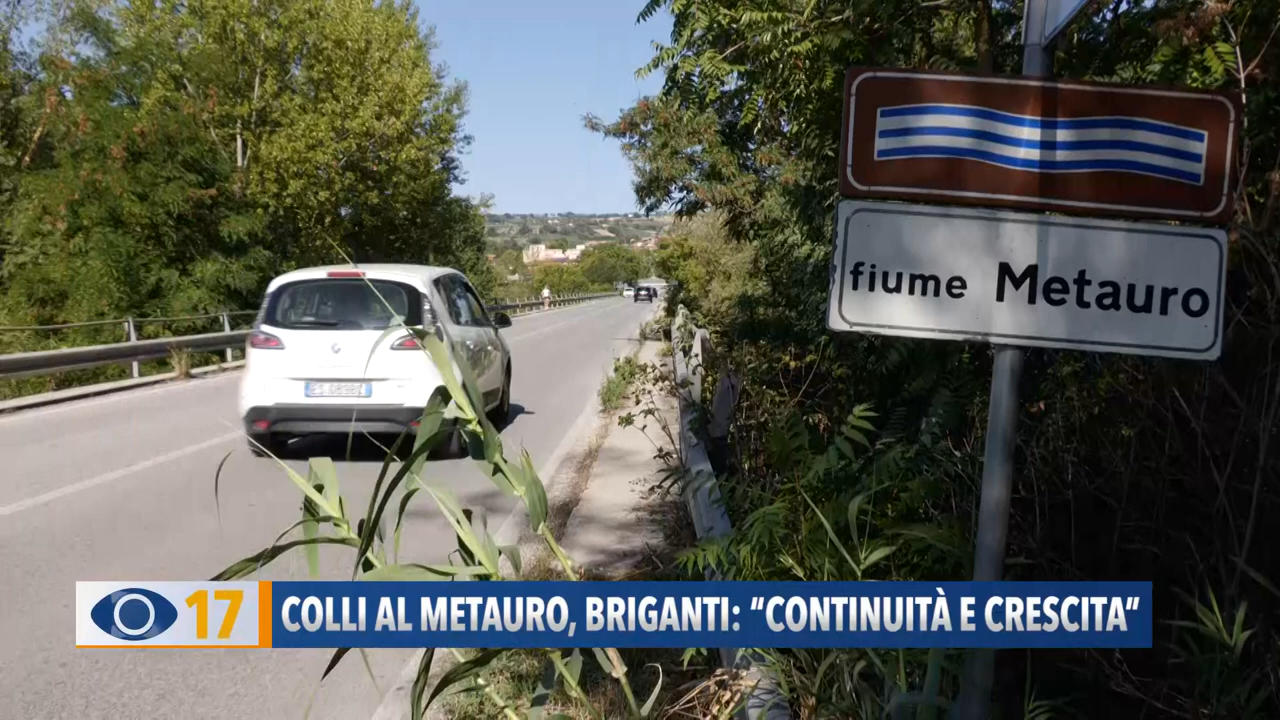 fiume Metauro
17 COLLI AL METAURO, BRIGANTI: “CONTINUITÀ E CRESCITA”